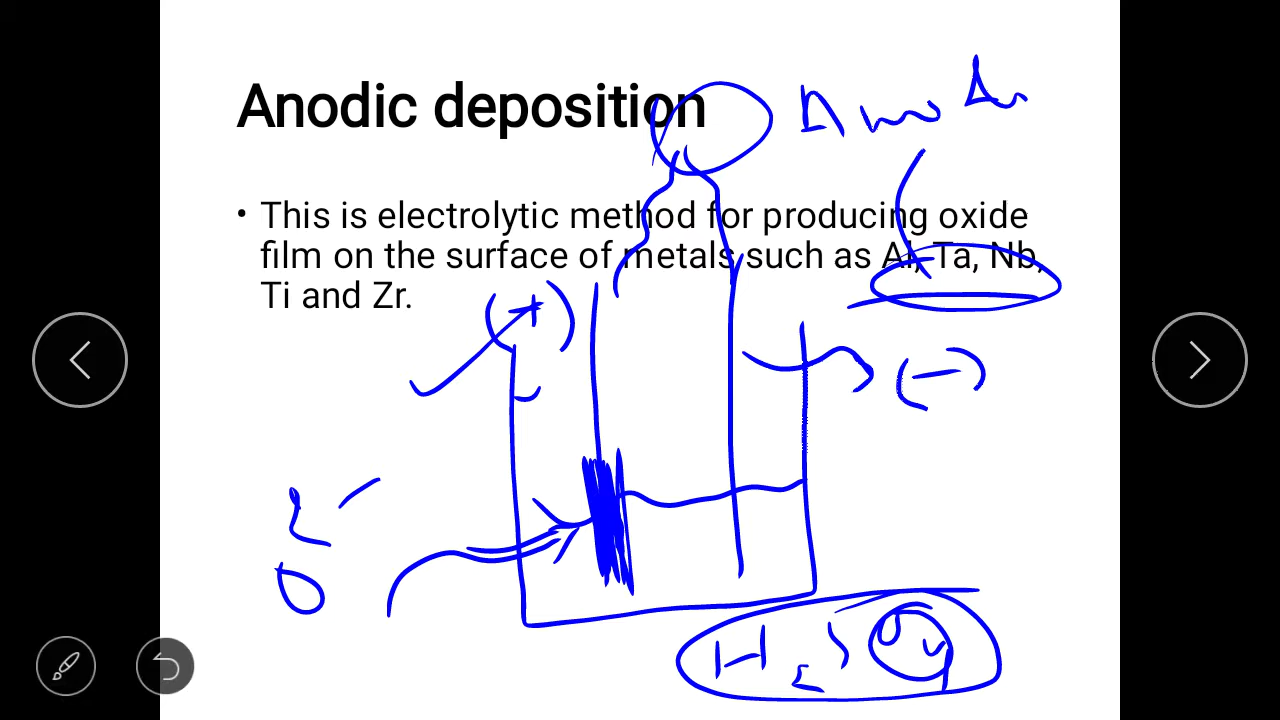 Anodic deposition
• This is electrolytic method for producing oxide
film on the surface of metals such as Al, Ta, Nb,
Ti and Zr.
(+)
(-)
H2SO4